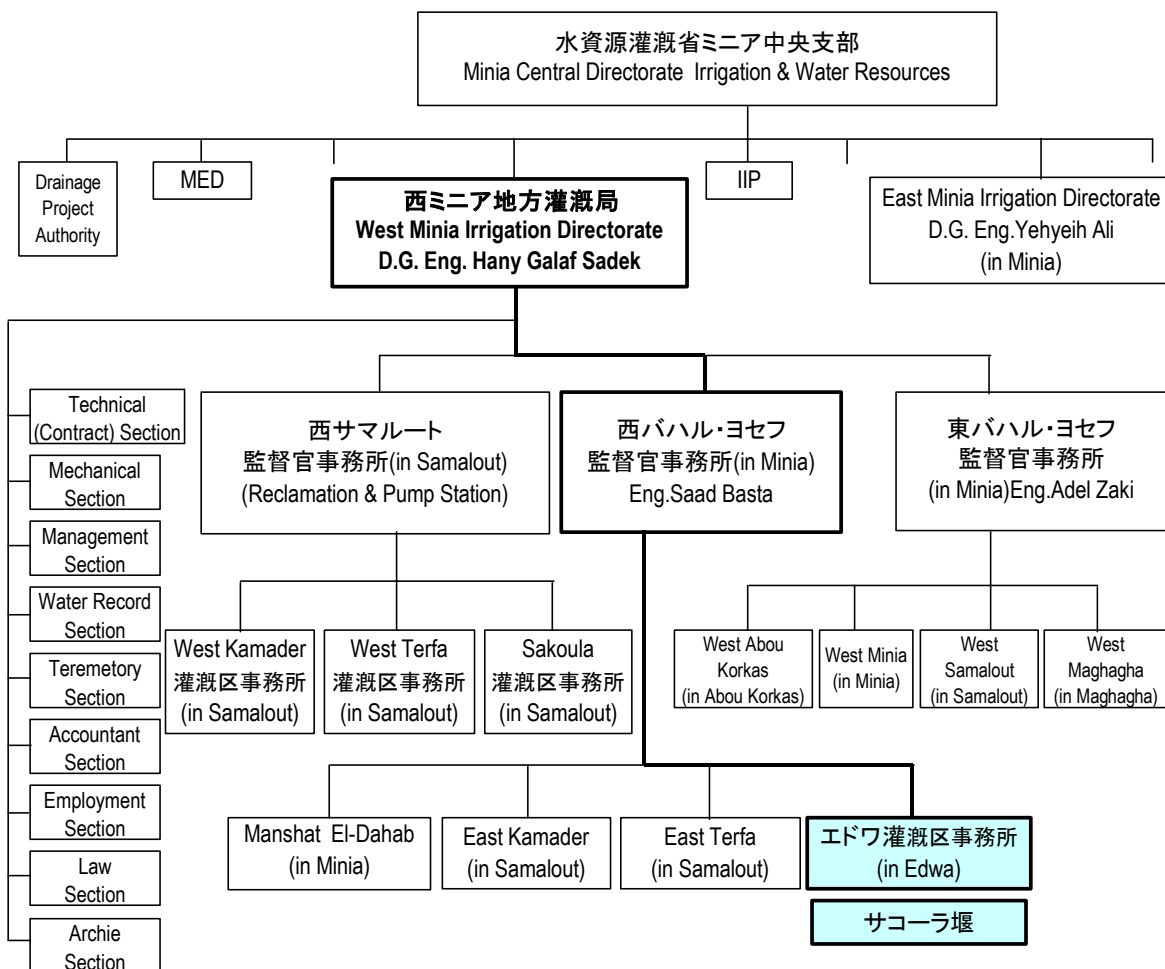 水資源灌漑省ミニア中央支部
Minia Central Directorate Irrigation & Water Resources
Drainage
Project
Authority
MED
西ミニア地方灌漑局
West Minia Irrigation Directorate
D.G. Eng. Hany Galaf Sadek
IIP
East Minia Irrigation Directorate
D.G. Eng.Yehyeih Ali
(in Minia)
Technical
(Contract) Section
Mechanical
Section
Management
Section
Water Record
Section
Teremetory
Section
Accountant
Section
Employment
Section
Law
Section
Archie
Section
西サマルート
監督官事務所(in Samalout)
(Reclamation & Pump Station)
西バハル・ヨセフ
監督官事務所(in Minia)
Eng.Saad Basta
東バハル・ヨセフ
監督官事務所
(in Minia)Eng.Adel Zaki
West Kamader
灌漑区事務所
(in Samalout)
West Terfa
灌漑区事務所
(in Samalout)
Sakoula
灌漑区事務所
(in Samalout)
West Abou
Korkas
(in Abou Korkas)
West Minia
(in Minia)
West
Samalout
(in Samalout)
West
Maghagha
(in Maghagha)
Manshat El-Dahab
(in Minia)
East Kamader
(in Samalout)
East Terfa
(in Samalout)
エドワ灌漑区事務所
(in Edwa)
サコーラ堰